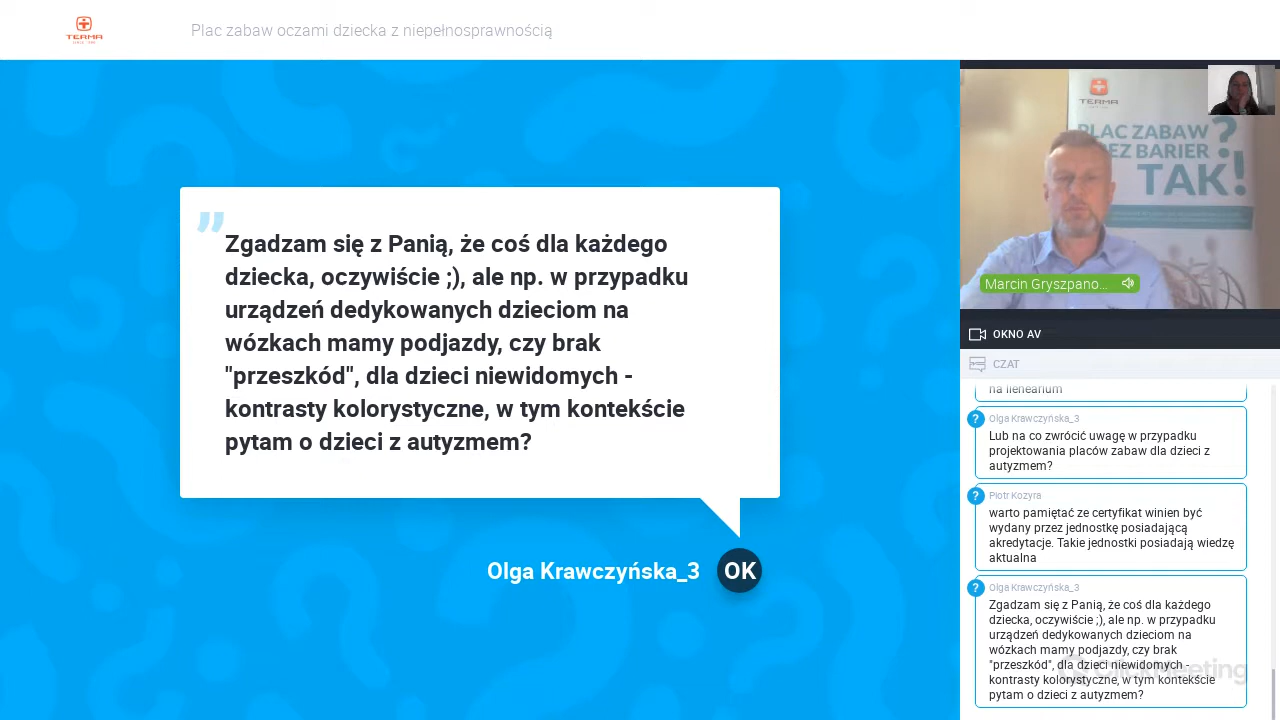 TERMA
Plac zabaw oczami dziecka z niepełnosprawnością
”
Zgadzam się z Panią, że coś dla każdego
dziecka, oczywiście ;), ale np. w przypadku
urządzeń dedykowanych dzieciom na
wózkach mamy podjazdy, czy brak
"przeszkód", dla dzieci niewidomych -
kontrasty kolorystyczne, w tym kontekście
pytam o dzieci z autyzmem?
Olga Krawczyńska_3
OK
TERMA
PLAC ZABAW
BEZ BARIER
?
TAK!
Marcin Gryszpano...
OKNO AV
CZAT
?
Olga Krawczyńska_3
Lub na co zwrócić uwagę w przypadku
projektowania placów zabaw dla dzieci z
autyzmem?
?
Piotr Kozyra
warto pamiętać ze certyfikat winien być
wydany przez jednostkę posiadającą
akredytacje. Takie jednostki posiadają wiedzę
aktualna
?
Olga Krawczyńska_3
Zgadzam się z Panią, że coś dla każdego
dziecka, oczywiście ;), ale np. w przypadku
urządzeń dedykowanych dzieciom na
wózkach mamy podjazdy, czy brak
"przeszkód", dla dzieci niewidomych -
kontrasty kolorystyczne, w tym kontekście
pytam o dzieci z autyzmem?
ClickMeeting